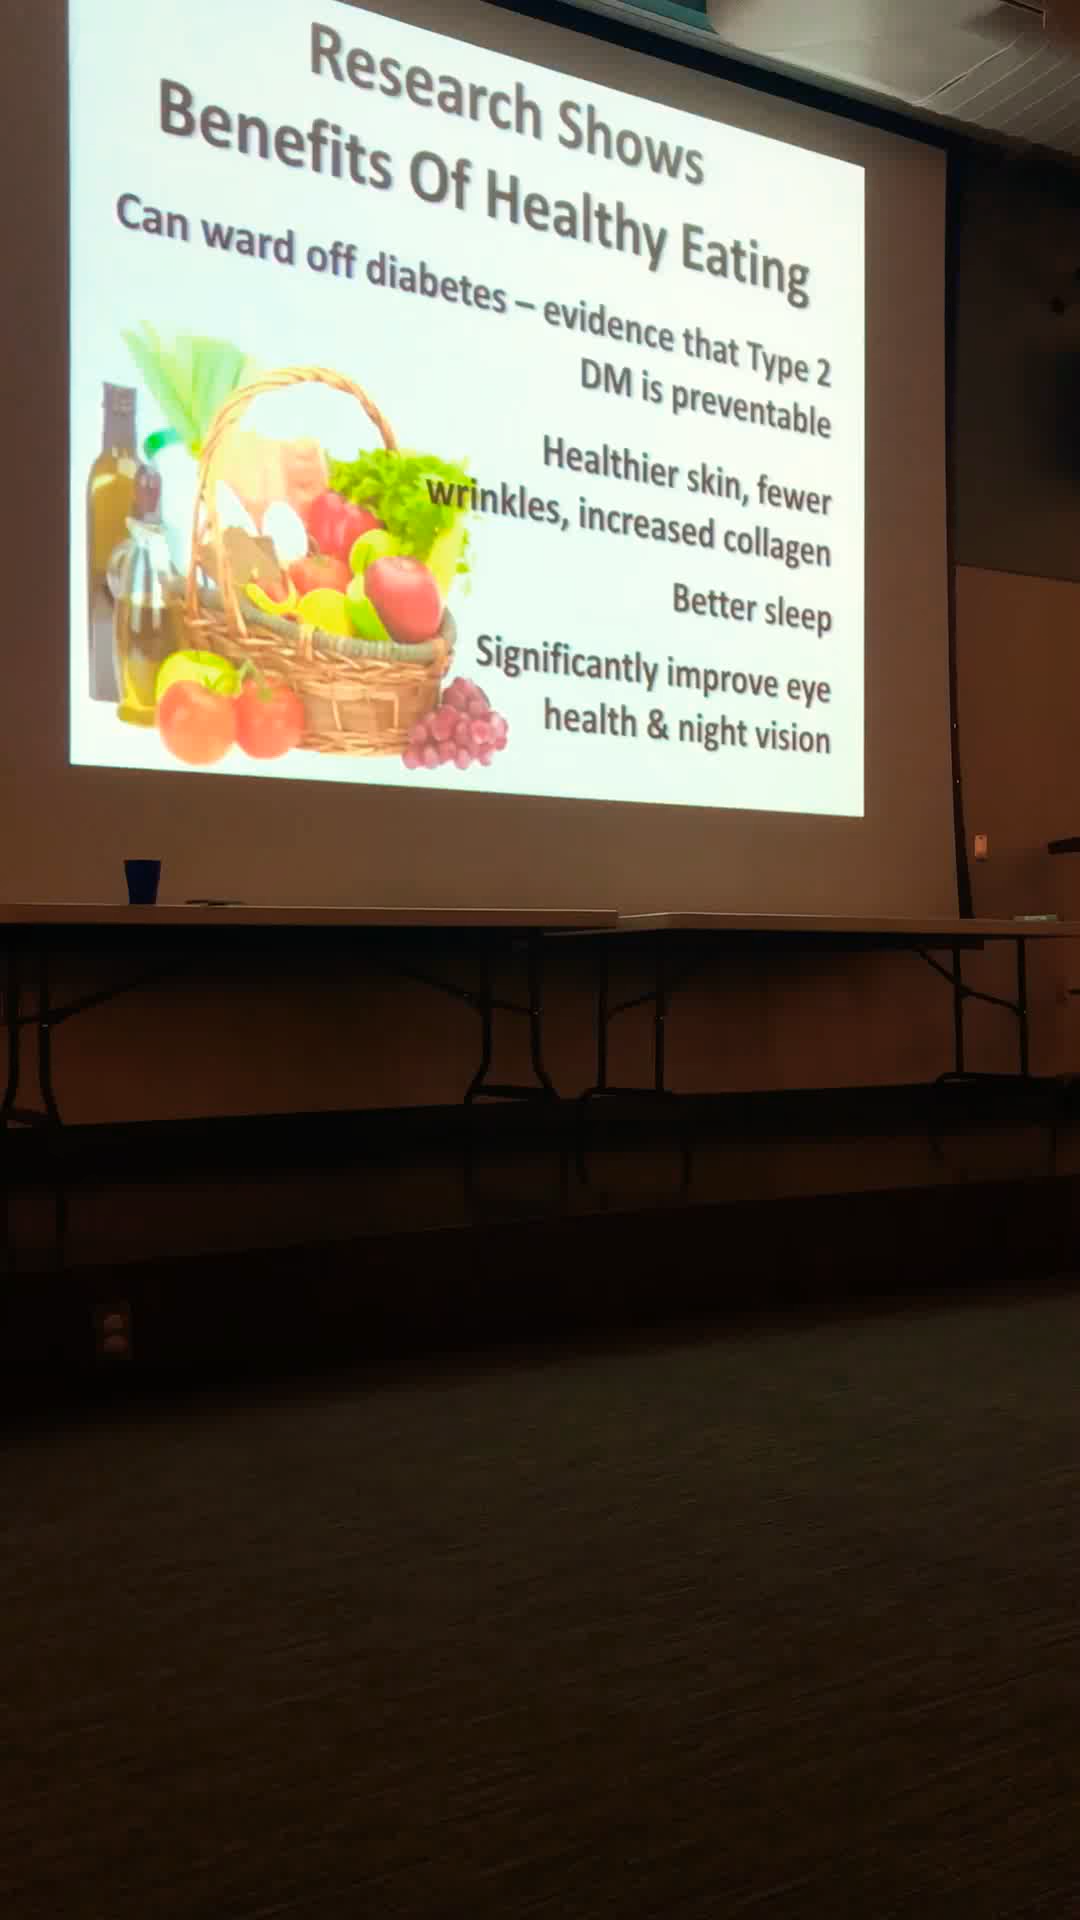 Research Shows
Benefits Of Healthy Eating
Can ward off diabetes – evidence that Type 2
DM is preventable
Healthier skin, fewer
wrinkles, increased collagen
Better sleep
Significantly improve eye
health & night vision